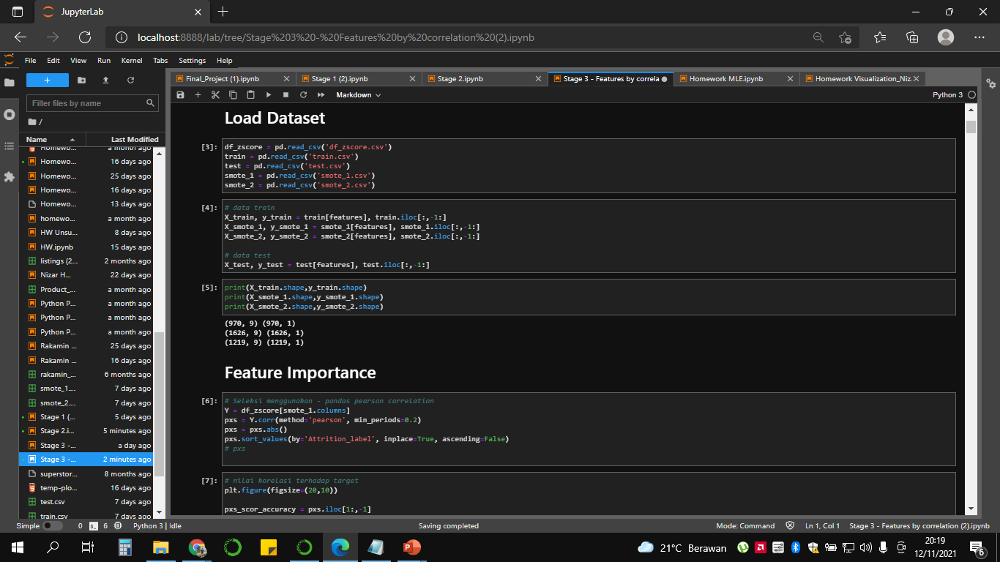 JupyterLab
localhost:8888/lab/tree/Stage%203%20-%20Features%20by%20correlation%20(2).ipynb
File Edit View Run Kernel Tabs Settings Help
Final_Project (1).ipynb
Stage 1 (2).ipynb
Stage 2.ipynb
Stage 3 - Features by correla
Homework MLE.ipynb
Homework Visualization_Niz
Markdown
Python 3
Filter files by name
/
Name Last Modified
Homewo... a month ago
Homewo... 16 days ago
Homewo... 25 days ago
Homewo... 16 days ago
Homewo... 13 days ago
homewo... a month ago
HW Unsu... 8 days ago
HW.ipynb 15 days ago
listings (2... 2 months ago
Nizar H... 22 days ago
Product_... a month ago
Python P... a month ago
Python P... a month ago
Python P... a month ago
Rakamin ... 25 days ago
Rakamin ... 16 days ago
rakamin_... 6 months ago
smote_1.... 7 days ago
smote_2.... 7 days ago
Stage 1 (... 5 days ago
Stage 2.i... 5 minutes ago
Stage 3 -... a day ago
Stage 3 -... 2 minutes ago
superstor... 8 months ago
temp-plo... 16 days ago
test.csv 7 days ago
train.csv 7 days ago
Load Dataset
[3]:
df_zscore = pd.read_csv('df_zscore.csv')
train = pd.read_csv('train.csv')
test = pd.read_csv('test.csv')
smote_1 = pd.read_csv('smote_1.csv')
smote_2 = pd.read_csv('smote_2.csv')
[4]:
# data train
X_train, y_train = train[features], train.iloc[:,-1:]
X_smote_1, y_smote_1 = smote_1[features], smote_1.iloc[:,-1:]
X_smote_2, y_smote_2 = smote_2[features], smote_2.iloc[:,-1:]
# data test
X_test, y_test = test[features], test.iloc[:,-1:]
[5]:
print(X_train.shape,y_train.shape)
print(X_smote_1.shape,y_smote_1.shape)
print(X_smote_2.shape,y_smote_2.shape)
(970, 9) (970, 1)
(1626, 9) (1626, 1)
(1219, 9) (1219, 1)
Feature Importance
[6]:
# Seleksi menggunakan - pandas pearson correlation
Y = df_zscore[smote_1.columns]
pxs = Y.corr(method='pearson', min_periods=0.2)
pxs = pxs.abs()
pxs.sort_values(by='Attrition_label', inplace=True, ascending=False)
# pxs
[7]:
# nilai korelasi terhadap target
plt.figure(figsize=(20,10))
pxs_scor_accuracy = pxs.iloc[1:,-1]
Simple 0 6 Python 3 | Idle Saving completed Mode: Command Ln 1, Col 1 Stage 3 - Features by correlation (2).ipynb
21°C Berawan
20:19
12/11/2021
6